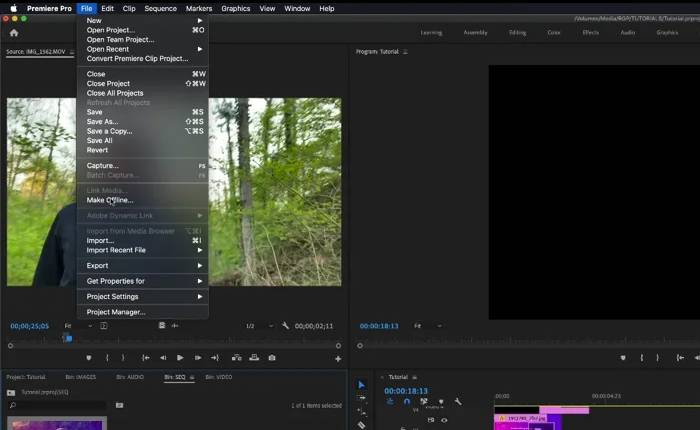 Premiere Pro File Edit Clip Sequence Markers Graphics View Window Help
/Volumes/Media/RGP/TUTORIALS/Tutorial.prproj
Learning Assembly Editing Color Effects Audio Graphics
Source: IMG_1562.MOV
Program: Tutorial
New
Open Project... ⌘O
Open Team Project...
Open Recent
Convert Premiere Clip Project...
Close ⌘W
Close Project ⇧⌘W
Close All Projects
Refresh All Projects
Save ⌘S
Save As... ⇧⌘S
Save a Copy... ⌥⌘S
Save All
Revert
Capture... F5
Batch Capture... F6
Link Media...
Make Offline...
Adobe Dynamic Link
Import from Media Browser ⌥⌘I
Import... ⌘I
Import Recent File
Export
Get Properties for
Project Settings
Project Manager...
00;00;25;05 Fit 1/2 00;00;02;11
00:00:18:13 Fit
Project: Tutorial Bin: IMAGES Bin: AUDIO Bin: SEQ Bin: VIDEO
Tutorial.prproj\SEQ
1 of 1 items selected
Tutorial
00:00:18:13
:00:00 00:00:04:23
V4